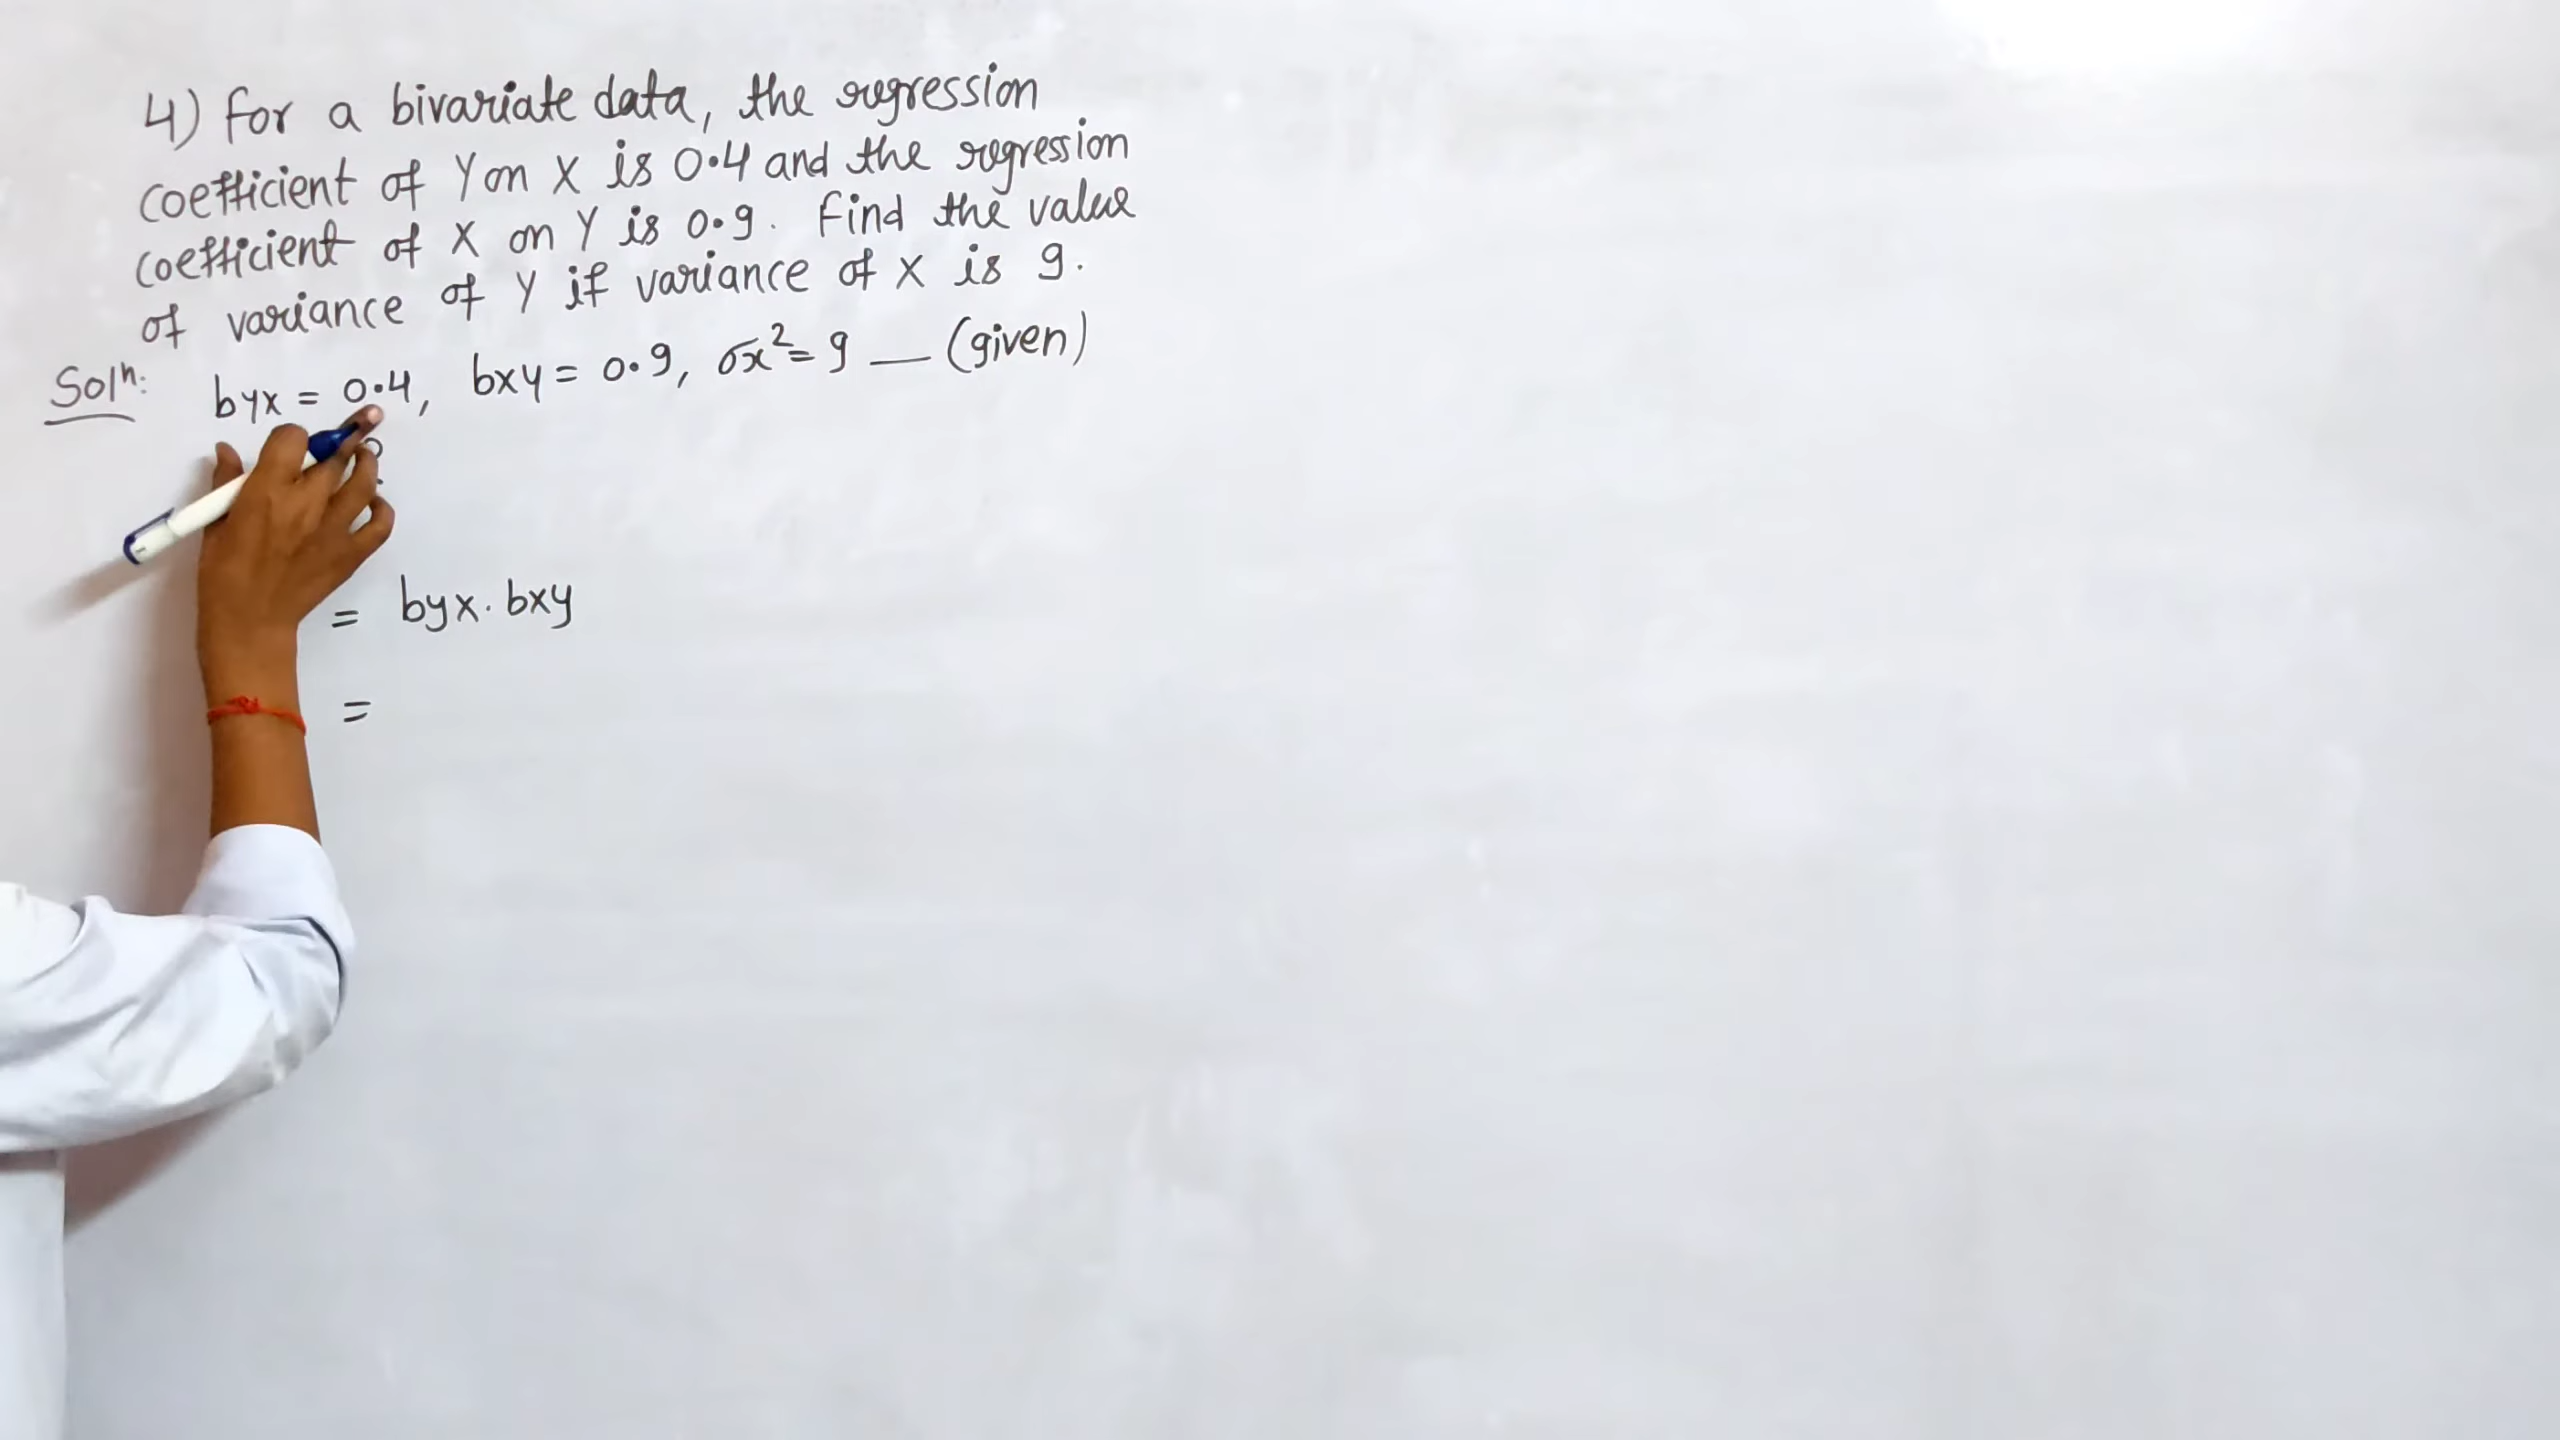 4) For a bivariate data, the regression
coefficient of Y on X is 0.4 and the regression
coefficient of X on Y is 0.9. Find the value
of variance of Y if variance of X is 9.
Solⁿ: byx = 0.4, bxy = 0.9, σx² = 9 — (given)
?
= byx . bxy
=